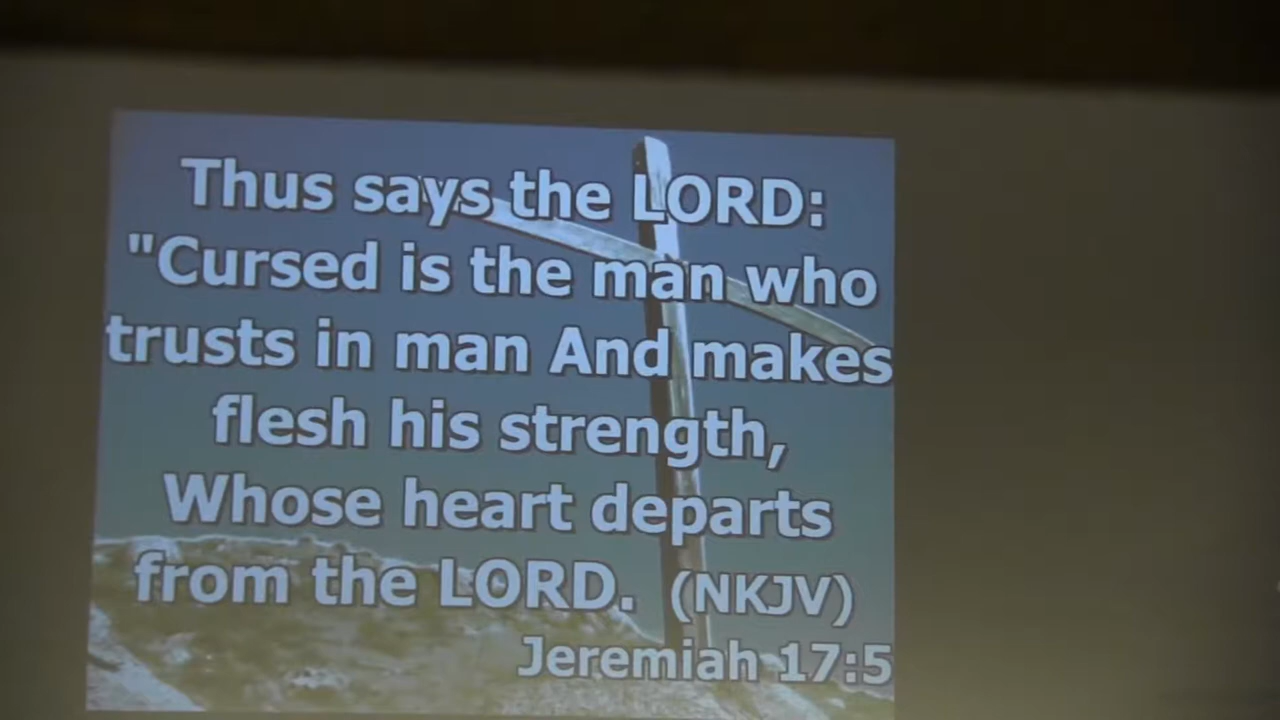 Thus says the LORD:
"Cursed is the man who
trusts in man And makes
flesh his strength,
Whose heart departs
from the LORD. (NKJV)
Jeremiah 17:5